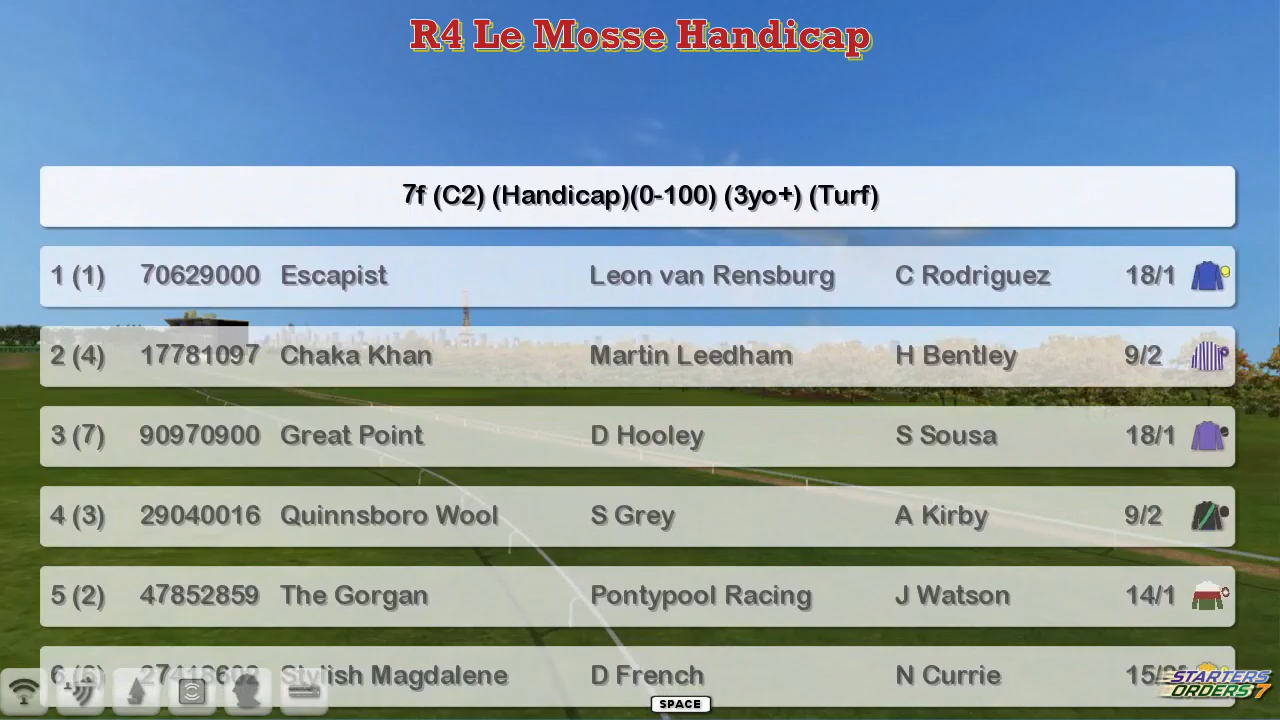 R4 Le Mosse Handicap
7f (C2) (Handicap)(0-100) (3yo+) (Turf)
1 (1) 70629000 Escapist Leon van Rensburg C Rodriguez 18/1
2 (4) 17781097 Chaka Khan Martin Leedham H Bentley 9/2
3 (7) 90970900 Great Point D Hooley S Sousa 18/1
4 (3) 29040016 Quinnsboro Wool S Grey A Kirby 9/2
5 (2) 47852859 The Gorgan Pontypool Racing J Watson 14/1
Stylish Magdalene D French N Currie
SPACE
STARTERS ORDERS 7